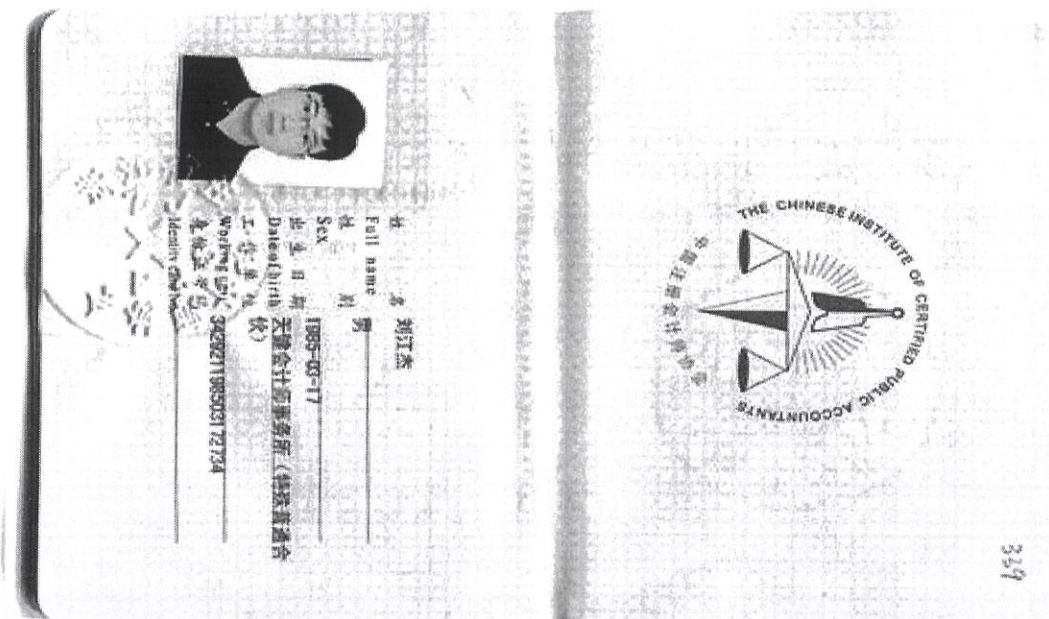 THE CHINESE INSTITUTE OF CERTIFIED PUBLIC ACCOUNTANTS
中国注册会计师协会
姓 名 刘江杰
Full name
性 别 男
Sex
出生日期 1985-03-17
Date of birth
工作单位 天健会计师事务所（特殊普通合
伙）
Working unit
身份证号码 342921198503172734
339